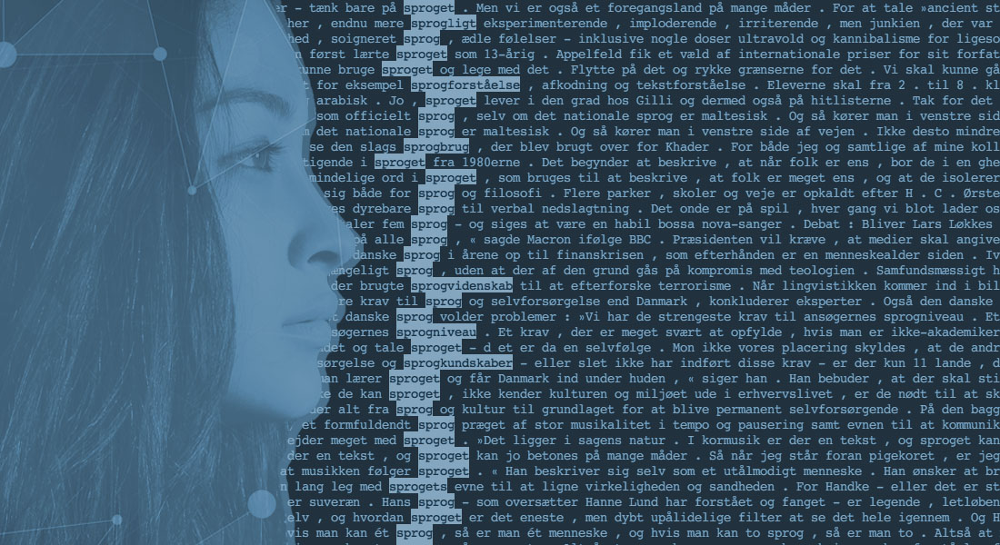 – tænk bare på sproget . Men vi er også et foregangsland på mange måder . For at tale »ancient st
her , endnu mere sprogligt eksperimenterende , imploderende , irriterende , men junkien , der var
hed , soigneret sprog , ædle følelser – inklusive nogle doser ultravold og kannibalisme for ligeso
n først lærte sproget som 13–årig . Appelfeld fik et væld af internationale priser for sit forfat
unne bruge sproget og lege med det . Flytte på det og rykke grænserne for det . Vi skal kunne gå
t for eksempel sprogforståelse , afkodning og tekstforståelse . Eleverne skal fra 2 . til 8 . kl
arabisk . Jo , sproget lever i den grad hos Gilli og dermed også på hitlisterne . Tak for det
som officielt sprog , selv om det nationale sprog er maltesisk . Og så kører man i venstre sid
m det nationale sprog er maltesisk . Og så kører man i venstre side af vejen . Ikke desto mindre
se den slags sprogbrug , der blev brugt over for Khader . For både jeg og samtlige af mine koll
tigende i sproget fra 1980erne . Det begynder at beskrive , at når folk er ens , bor de i en ghe
mindelige ord i sproget , som bruges til at beskrive , at folk er meget ens , og at de isolerer
sig både for sprog og filosofi . Flere parker , skoler og veje er opkaldt efter H . C . Ørste
es dyrebare sprog til verbal nedslagtning . Det onde er på spil , hver gang vi blot lader os
aler fem sprog – og siges at være en habil bossa nova-sanger . Debat : Bliver Lars Løkkes
på alle sprog , « sagde Macron ifølge BBC . Præsidenten vil kræve , at medier skal angive
danske sprog i årene op til finanskrisen , som efterhånden er en menneskealder siden . Iv
ængeligt sprog , uden at der af den grund gås på kompromis med teologien . Samfundsmæssigt h
der brugte sprogvidenskab til at efterforske terrorisme . Når lingvistikken kommer ind i bil
re krav til sprog og selvforsørgelse end Danmark , konkluderer eksperter . Også den danske
t danske sprog volder problemer : »Vi har de strengeste krav til ansøgernes sprogniveau . Et
søgernes sprogniveau . Et krav , der er meget svært at opfylde , hvis man er ikke–akademiker
det og tale sproget – d et er da en selvfølge . Mon ikke vores placering skyldes , at de andr
sørgelse og sprogkundskaber – eller slet ikke har indført disse krav – er der kun 11 lande , d
an lærer sproget og får Danmark ind under huden , « siger han . Han bebuder , at der skal sti
ke de kan sproget , ikke kender kulturen og miljøet ude i erhvervslivet , er de nødt til at sk
der alt fra sprog og kultur til grundlaget for at blive permanent selvforsørgende . På den bagg
et formfuldendt sprog præget af stor musikalitet i tempo og pausering samt evnen til at kommunik
ejder meget med sproget . »Det ligger i sagens natur . I kormusik er der en tekst , og sproget kan
der en tekst , og sproget kan jo betones på mange måder . Så når jeg står foran pigekoret , er jeg
at musikken følger sproget . « Han beskriver sig selv som et utålmodigt menneske . Han ønsker at br
n lang leg med sprogets evne til at ligne virkeligheden og sandheden . For Handke – eller det er st
er suveræn . Hans sprog – som oversætter Hanne Lund har forstået og fanget – er legende , letløben
elv , og hvordan sproget er det eneste , men dybt upålidelige filter at se det hele igennem . Og H
vis man kan ét sprog , så er man ét menneske , og hvis man kan to sprog , så er man to . Altså at